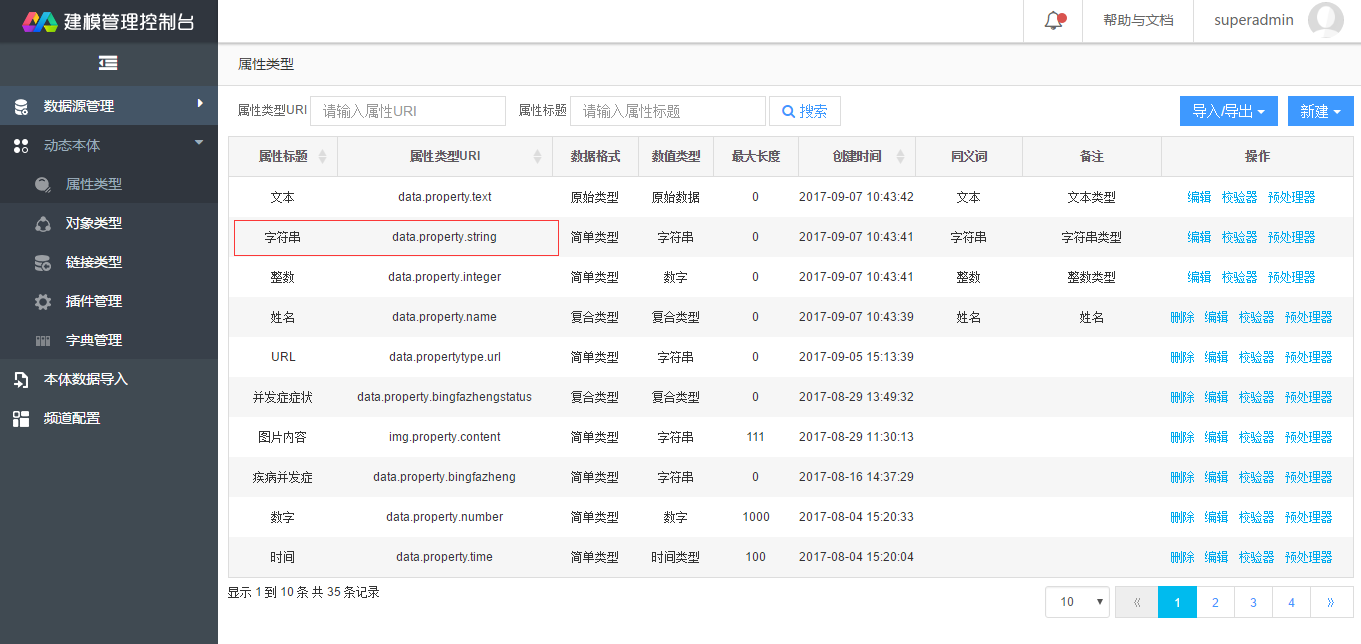 建模管理控制台
帮助与文档 superadmin
数据源管理
动态本体
属性类型
对象类型
链接类型
插件管理
字典管理
本体数据导入
频道配置
属性类型
属性类型URI 请输入属性URI 属性标题 请输入属性标题 搜索 导入/导出 新建
属性标题 属性类型URI 数据格式 数值类型 最大长度 创建时间 同义词 备注 操作
文本 data.property.text 原始类型 原始数据 0 2017-09-07 10:43:42 文本 文本类型 编辑 校验器 预处理器
字符串 data.property.string 简单类型 字符串 0 2017-09-07 10:43:41 字符串 字符串类型 编辑 校验器 预处理器
整数 data.property.integer 简单类型 数字 0 2017-09-07 10:43:41 整数 整数类型 编辑 校验器 预处理器
姓名 data.property.name 复合类型 复合类型 0 2017-09-07 10:43:39 姓名 姓名 删除 编辑 校验器 预处理器
URL data.propertytype.url 简单类型 字符串 0 2017-09-05 15:13:39 删除 编辑 校验器 预处理器
并发症症状 data.property.bingfazhengstatus 复合类型 复合类型 0 2017-08-29 13:49:32 删除 编辑 校验器 预处理器
图片内容 img.property.content 简单类型 字符串 111 2017-08-29 11:30:13 删除 编辑 校验器 预处理器
疾病并发症 data.property.bingfazheng 简单类型 字符串 0 2017-08-16 14:37:29 删除 编辑 校验器 预处理器
数字 data.property.number 简单类型 数字 1000 2017-08-04 15:20:33 删除 编辑 校验器 预处理器
时间 data.property.time 简单类型 时间类型 100 2017-08-04 15:20:04 删除 编辑 校验器 预处理器
显示 1 到 10 条 共 35 条记录
10 « 1 2 3 4 »